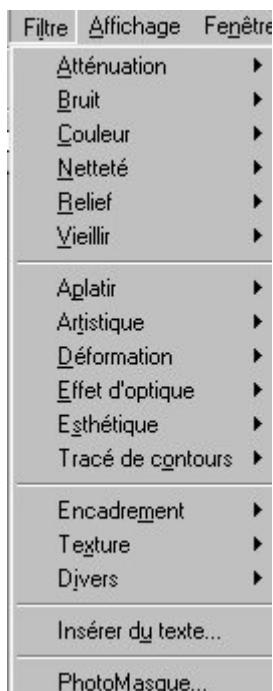 Filtre Affichage Fenêtre
Atténuation
Bruit
Couleur
Netteté
Relief
Vieillir
Aplatir
Artistique
Déformation
Effet d'optique
Esthétique
Tracé de contours
Encadrement
Texture
Divers
Insérer du texte...
PhotoMasque...